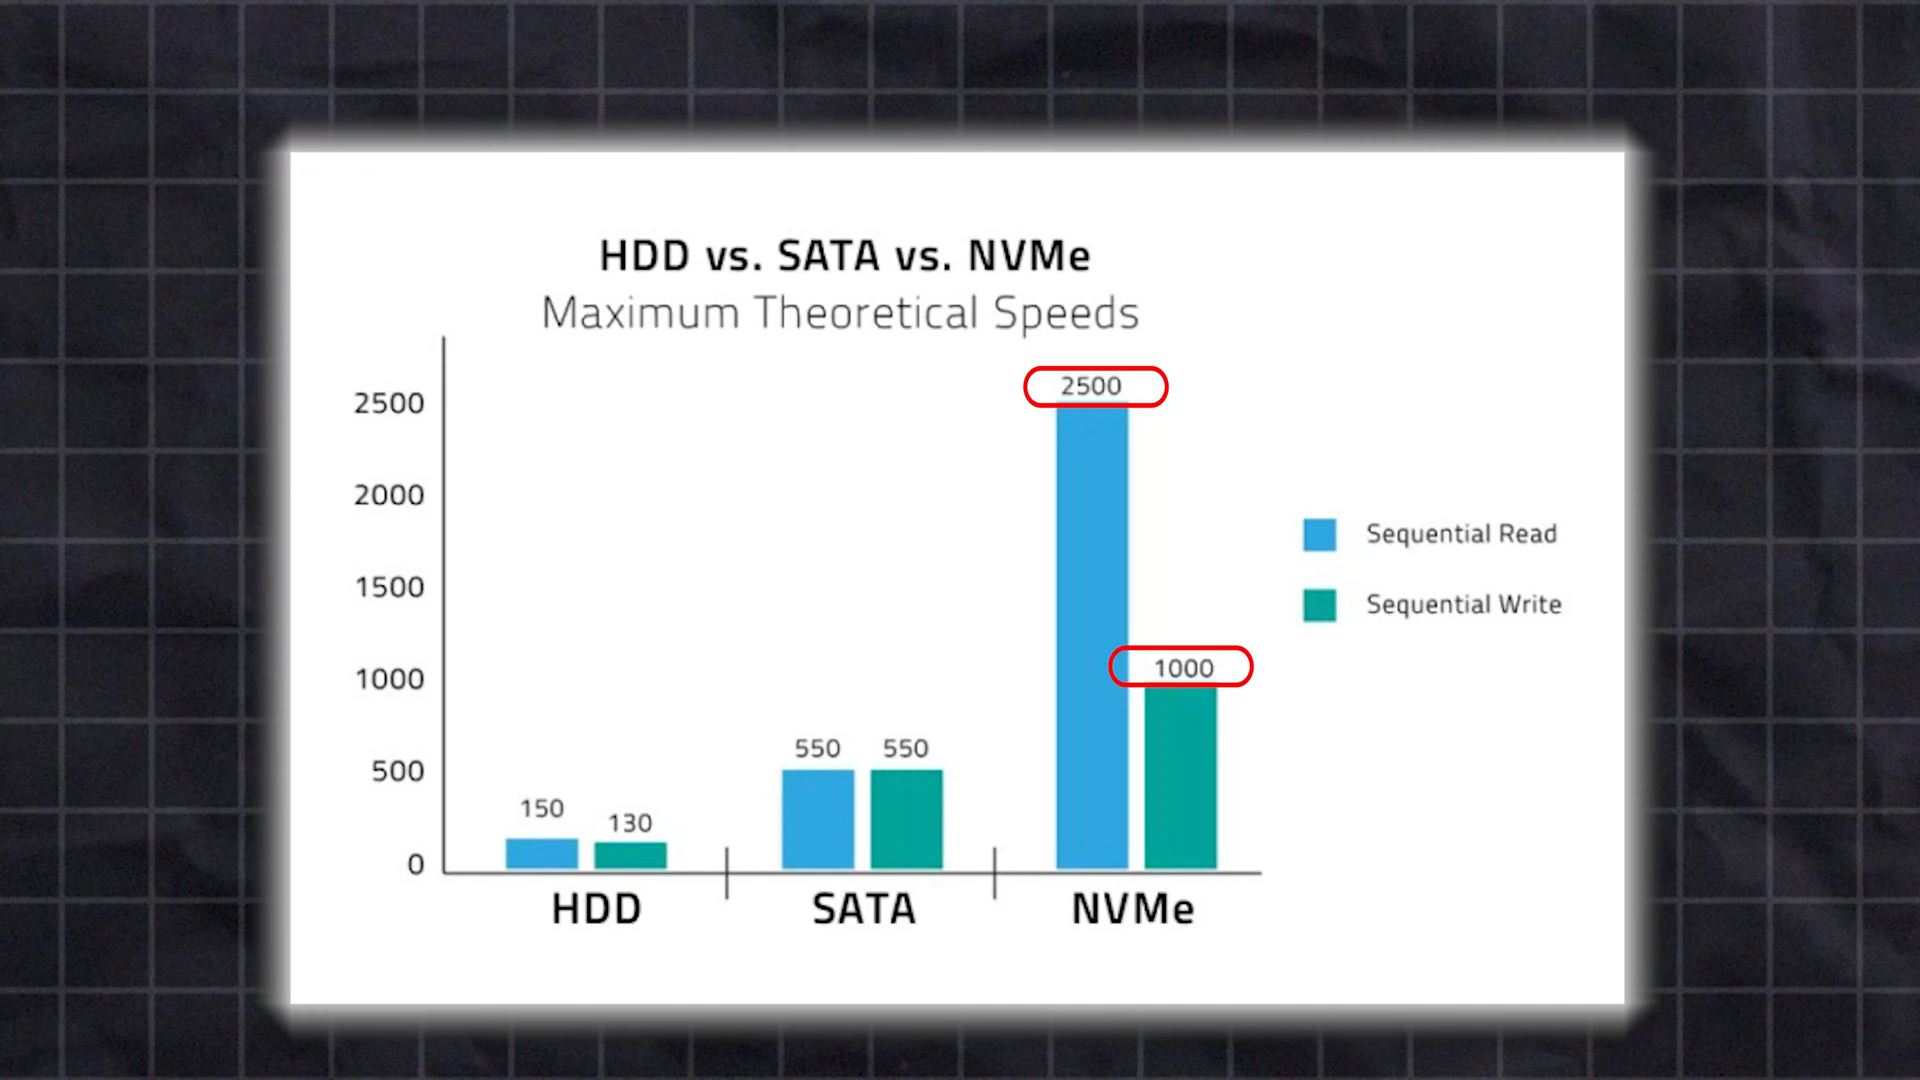 HDD vs. SATA vs. NVMe
Maximum Theoretical Speeds
2500
2000
1500
1000
500
0
150
130
550
550
2500
1000
HDD
SATA
NVMe
Sequential Read
Sequential Write